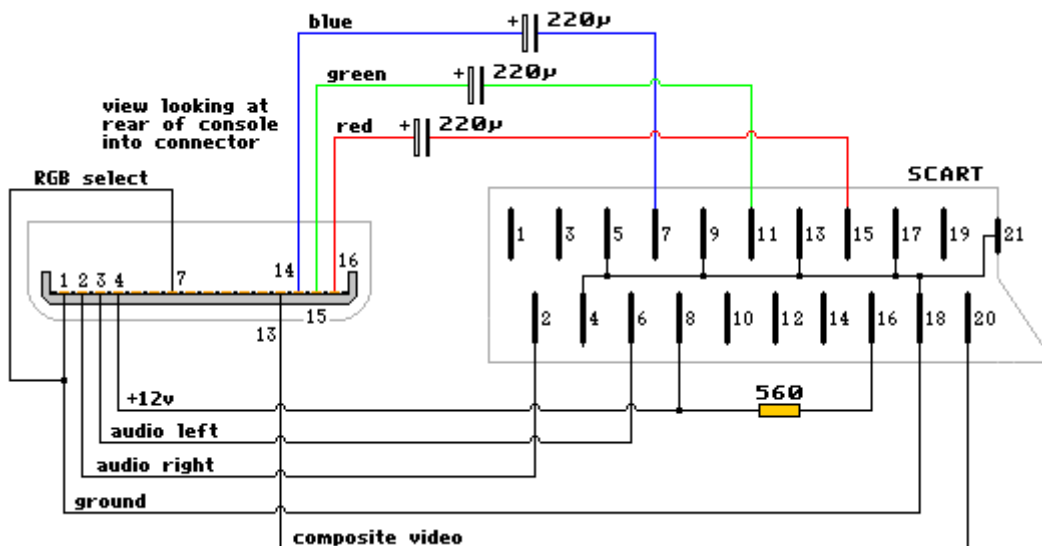 blue
+ 220µ
green
+ 220µ
view looking at
rear of console
into connector
red
+ 220µ
RGB select
SCART
1 3 5 7 9 11 13 15 17 19 21
1 2 3 4 7 14 16
15
13
2 4 6 8 10 12 14 16 18 20
560
+12v
audio left
audio right
ground
composite video